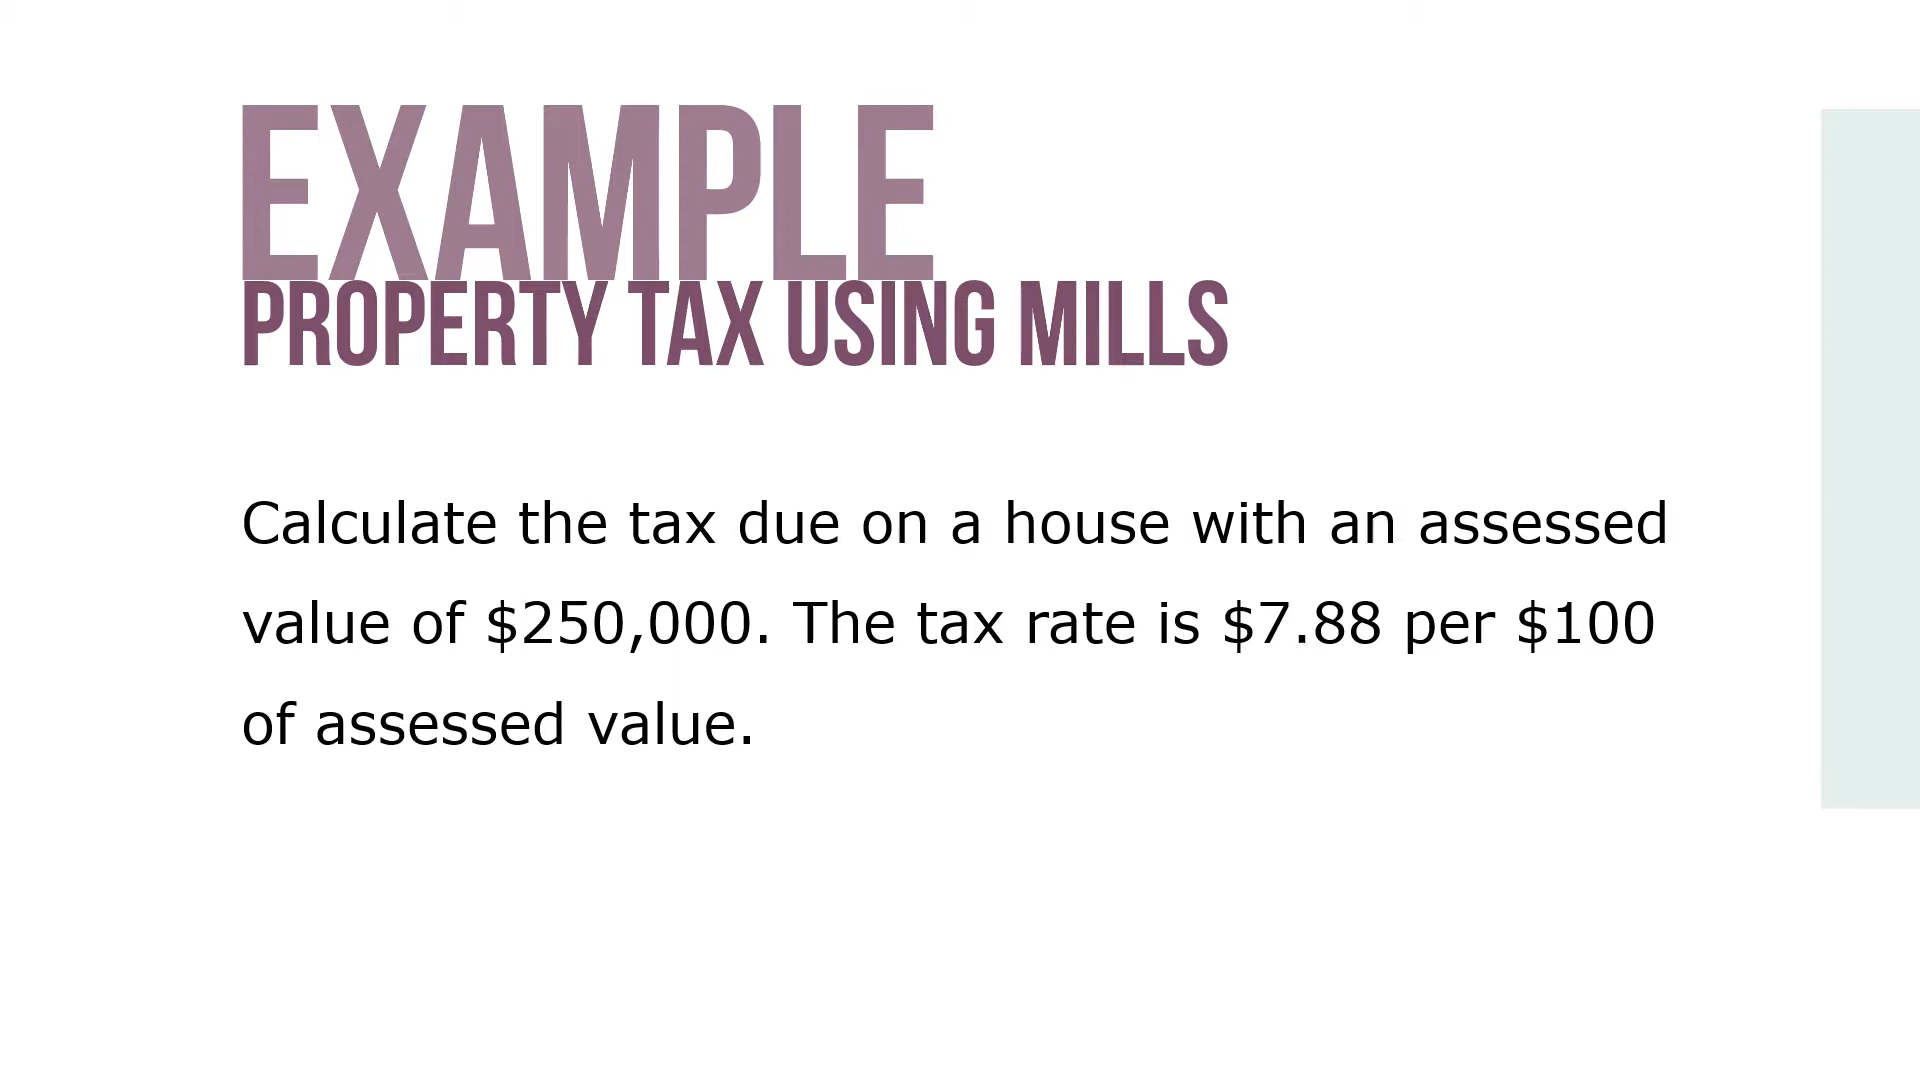 EXAMPLE
PROPERTY TAX USING MILLS
Calculate the tax due on a house with an assessed
value of $250,000. The tax rate is $7.88 per $100
of assessed value.